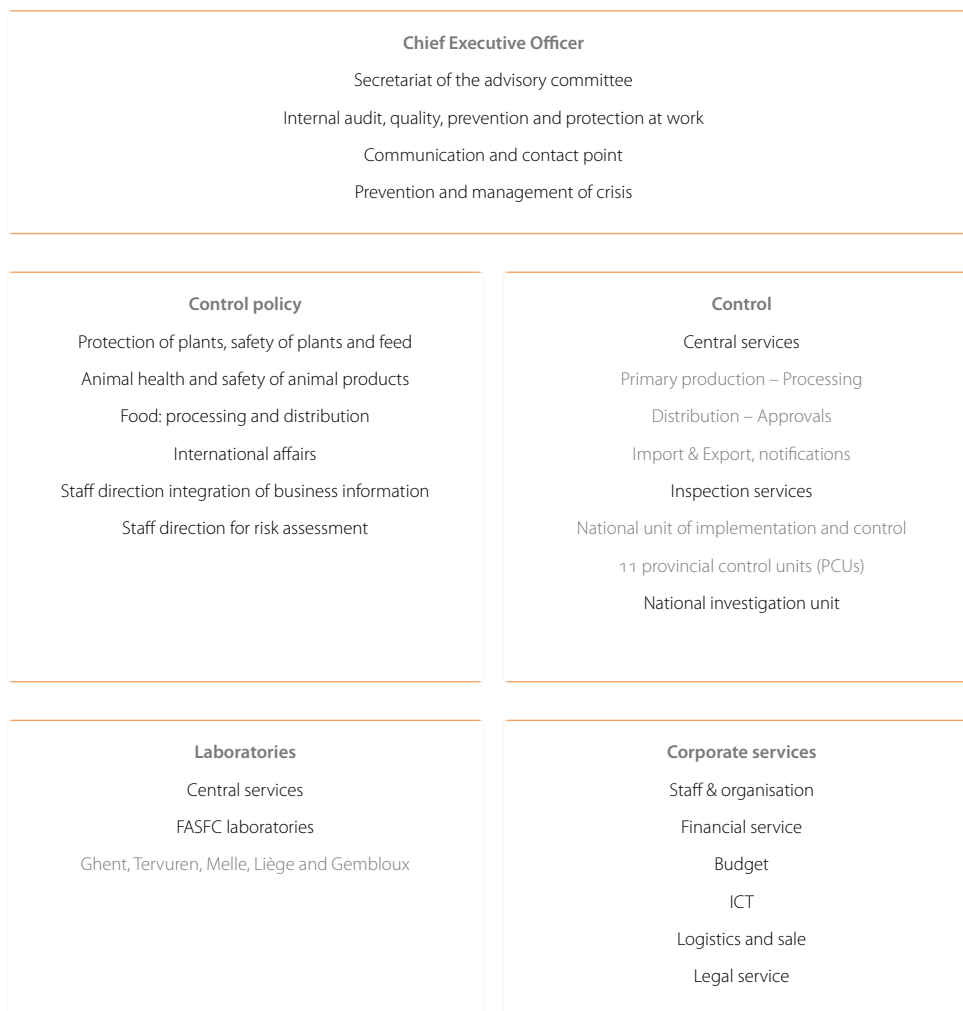 Chief Executive Officer
Secretariat of the advisory committee
Internal audit, quality, prevention and protection at work
Communication and contact point
Prevention and management of crisis
Control policy
Protection of plants, safety of plants and feed
Animal health and safety of animal products
Food: processing and distribution
International affairs
Staff direction integration of business information
Staff direction for risk assessment
Control
Central services
Primary production – Processing
Distribution – Approvals
Import & Export, notifications
Inspection services
National unit of implementation and control
11 provincial control units (PCUs)
National investigation unit
Laboratories
Central services
FASFC laboratories
Ghent, Tervuren, Melle, Liège and Gembloux
Corporate services
Staff & organisation
Financial service
Budget
ICT
Logistics and sale
Legal service